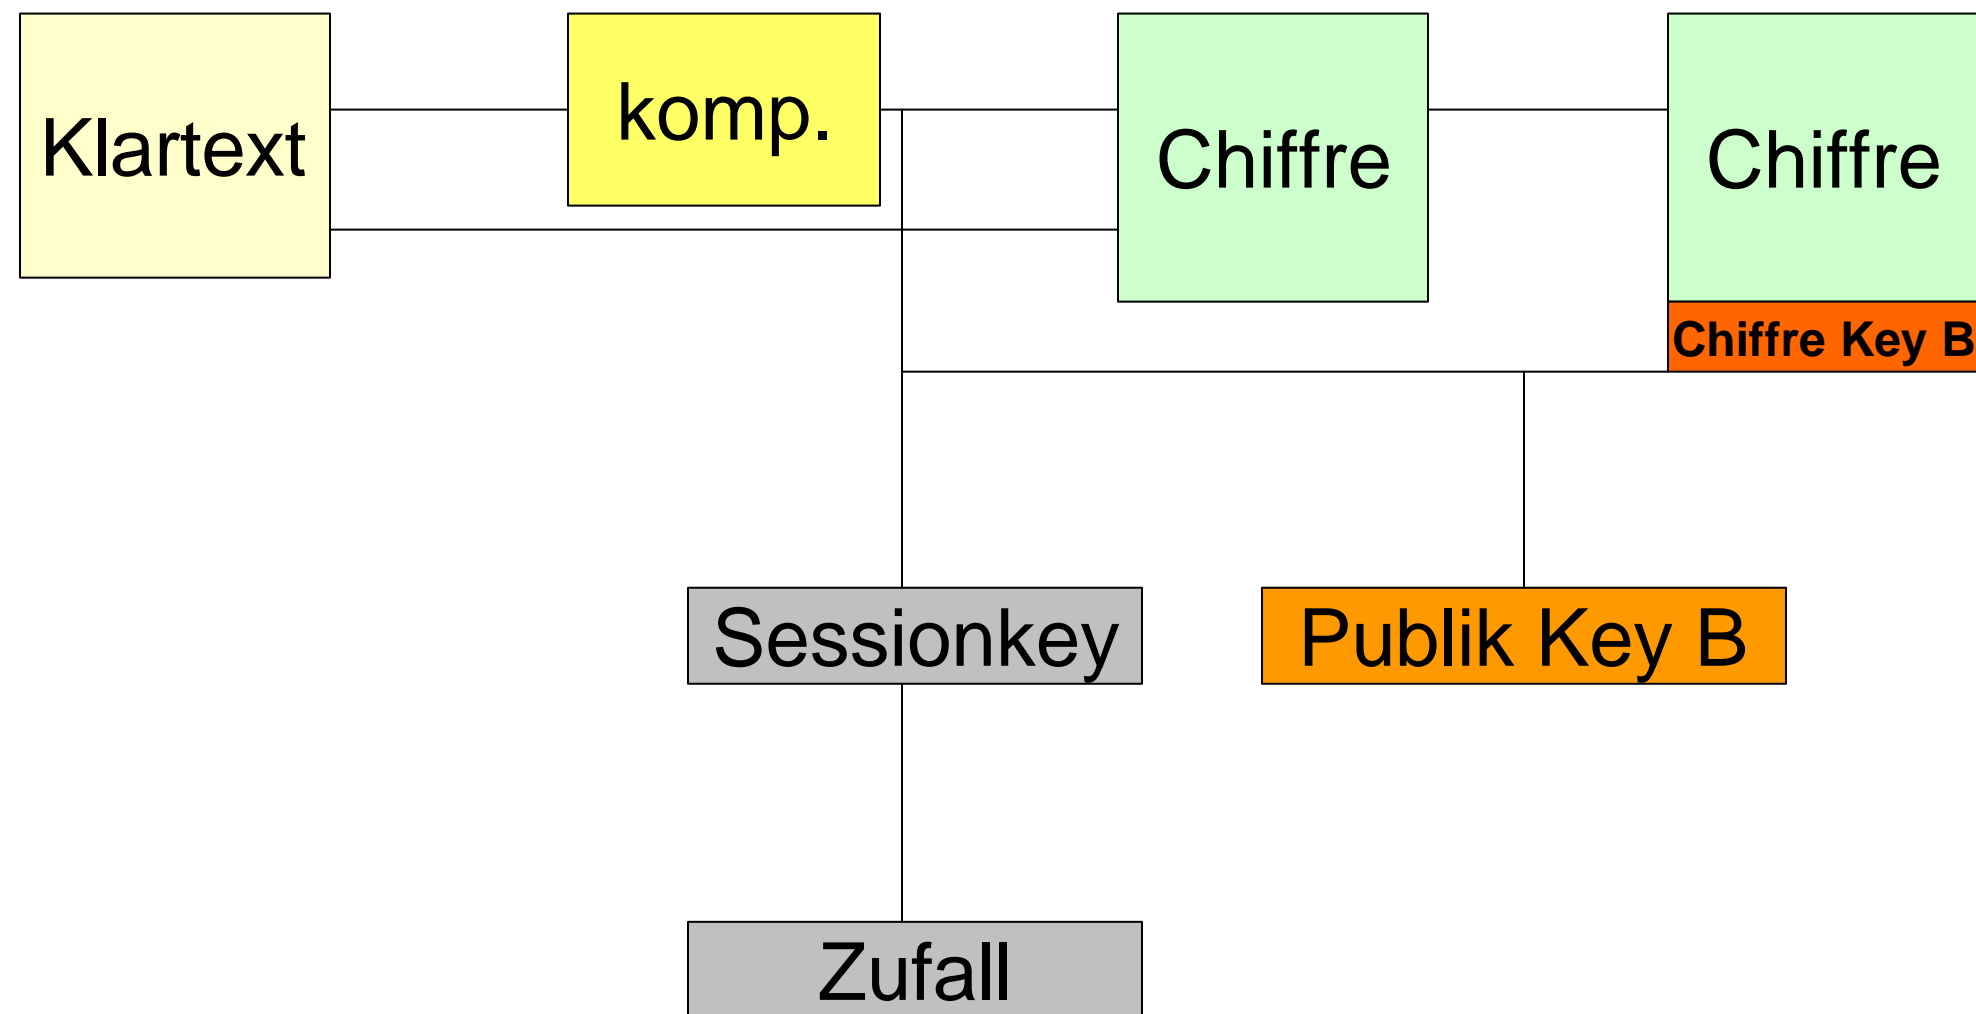 Klartext
komp.
Chiffre
Chiffre
Chiffre Key B
Sessionkey
Publik Key B
Zufall